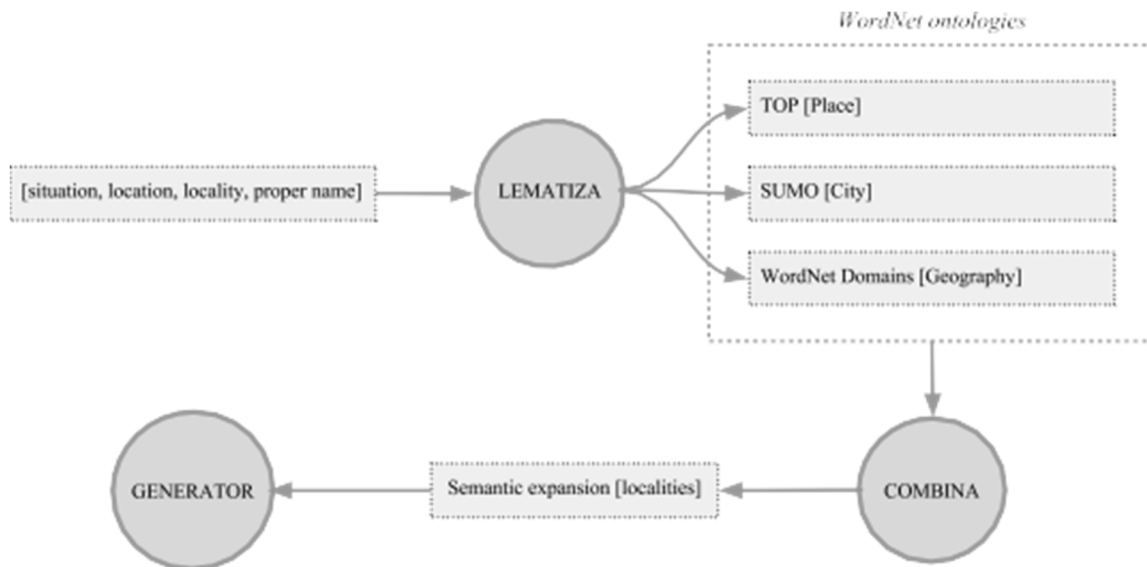 WordNet ontologies
TOP [Place]
[situation, location, locality, proper name]
LEMATIZA
SUMO [City]
WordNet Domains [Geography]
GENERATOR
Semantic expansion [localities]
COMBINA